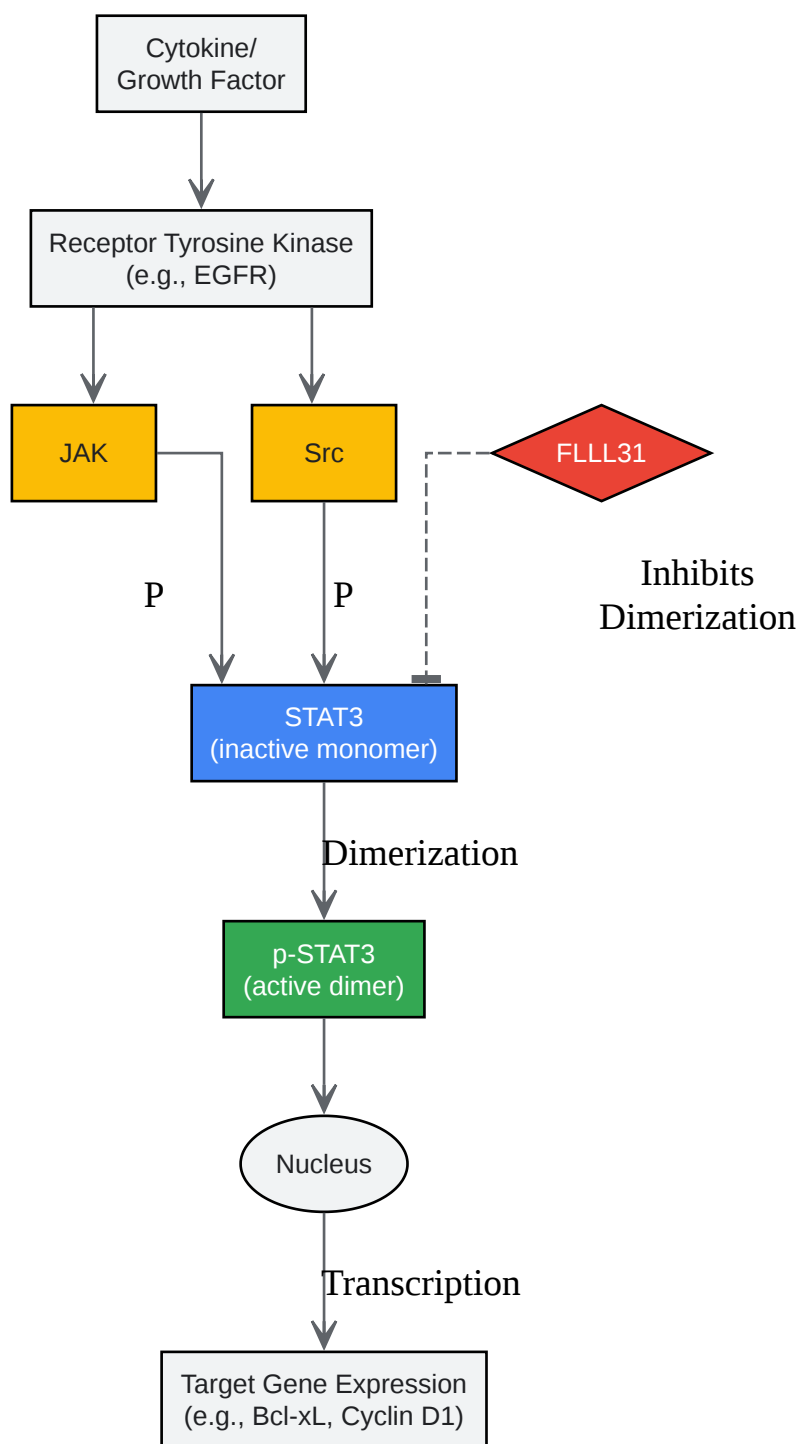 Cytokine/
Growth Factor
Receptor Tyrosine Kinase
(e.g., EGFR)
JAK
Src
FLLL31
P
P
Inhibits
Dimerization
STAT3
(inactive monomer)
Dimerization
p-STAT3
(active dimer)
Nucleus
Transcription
Target Gene Expression
(e.g., Bcl-xL, Cyclin D1)